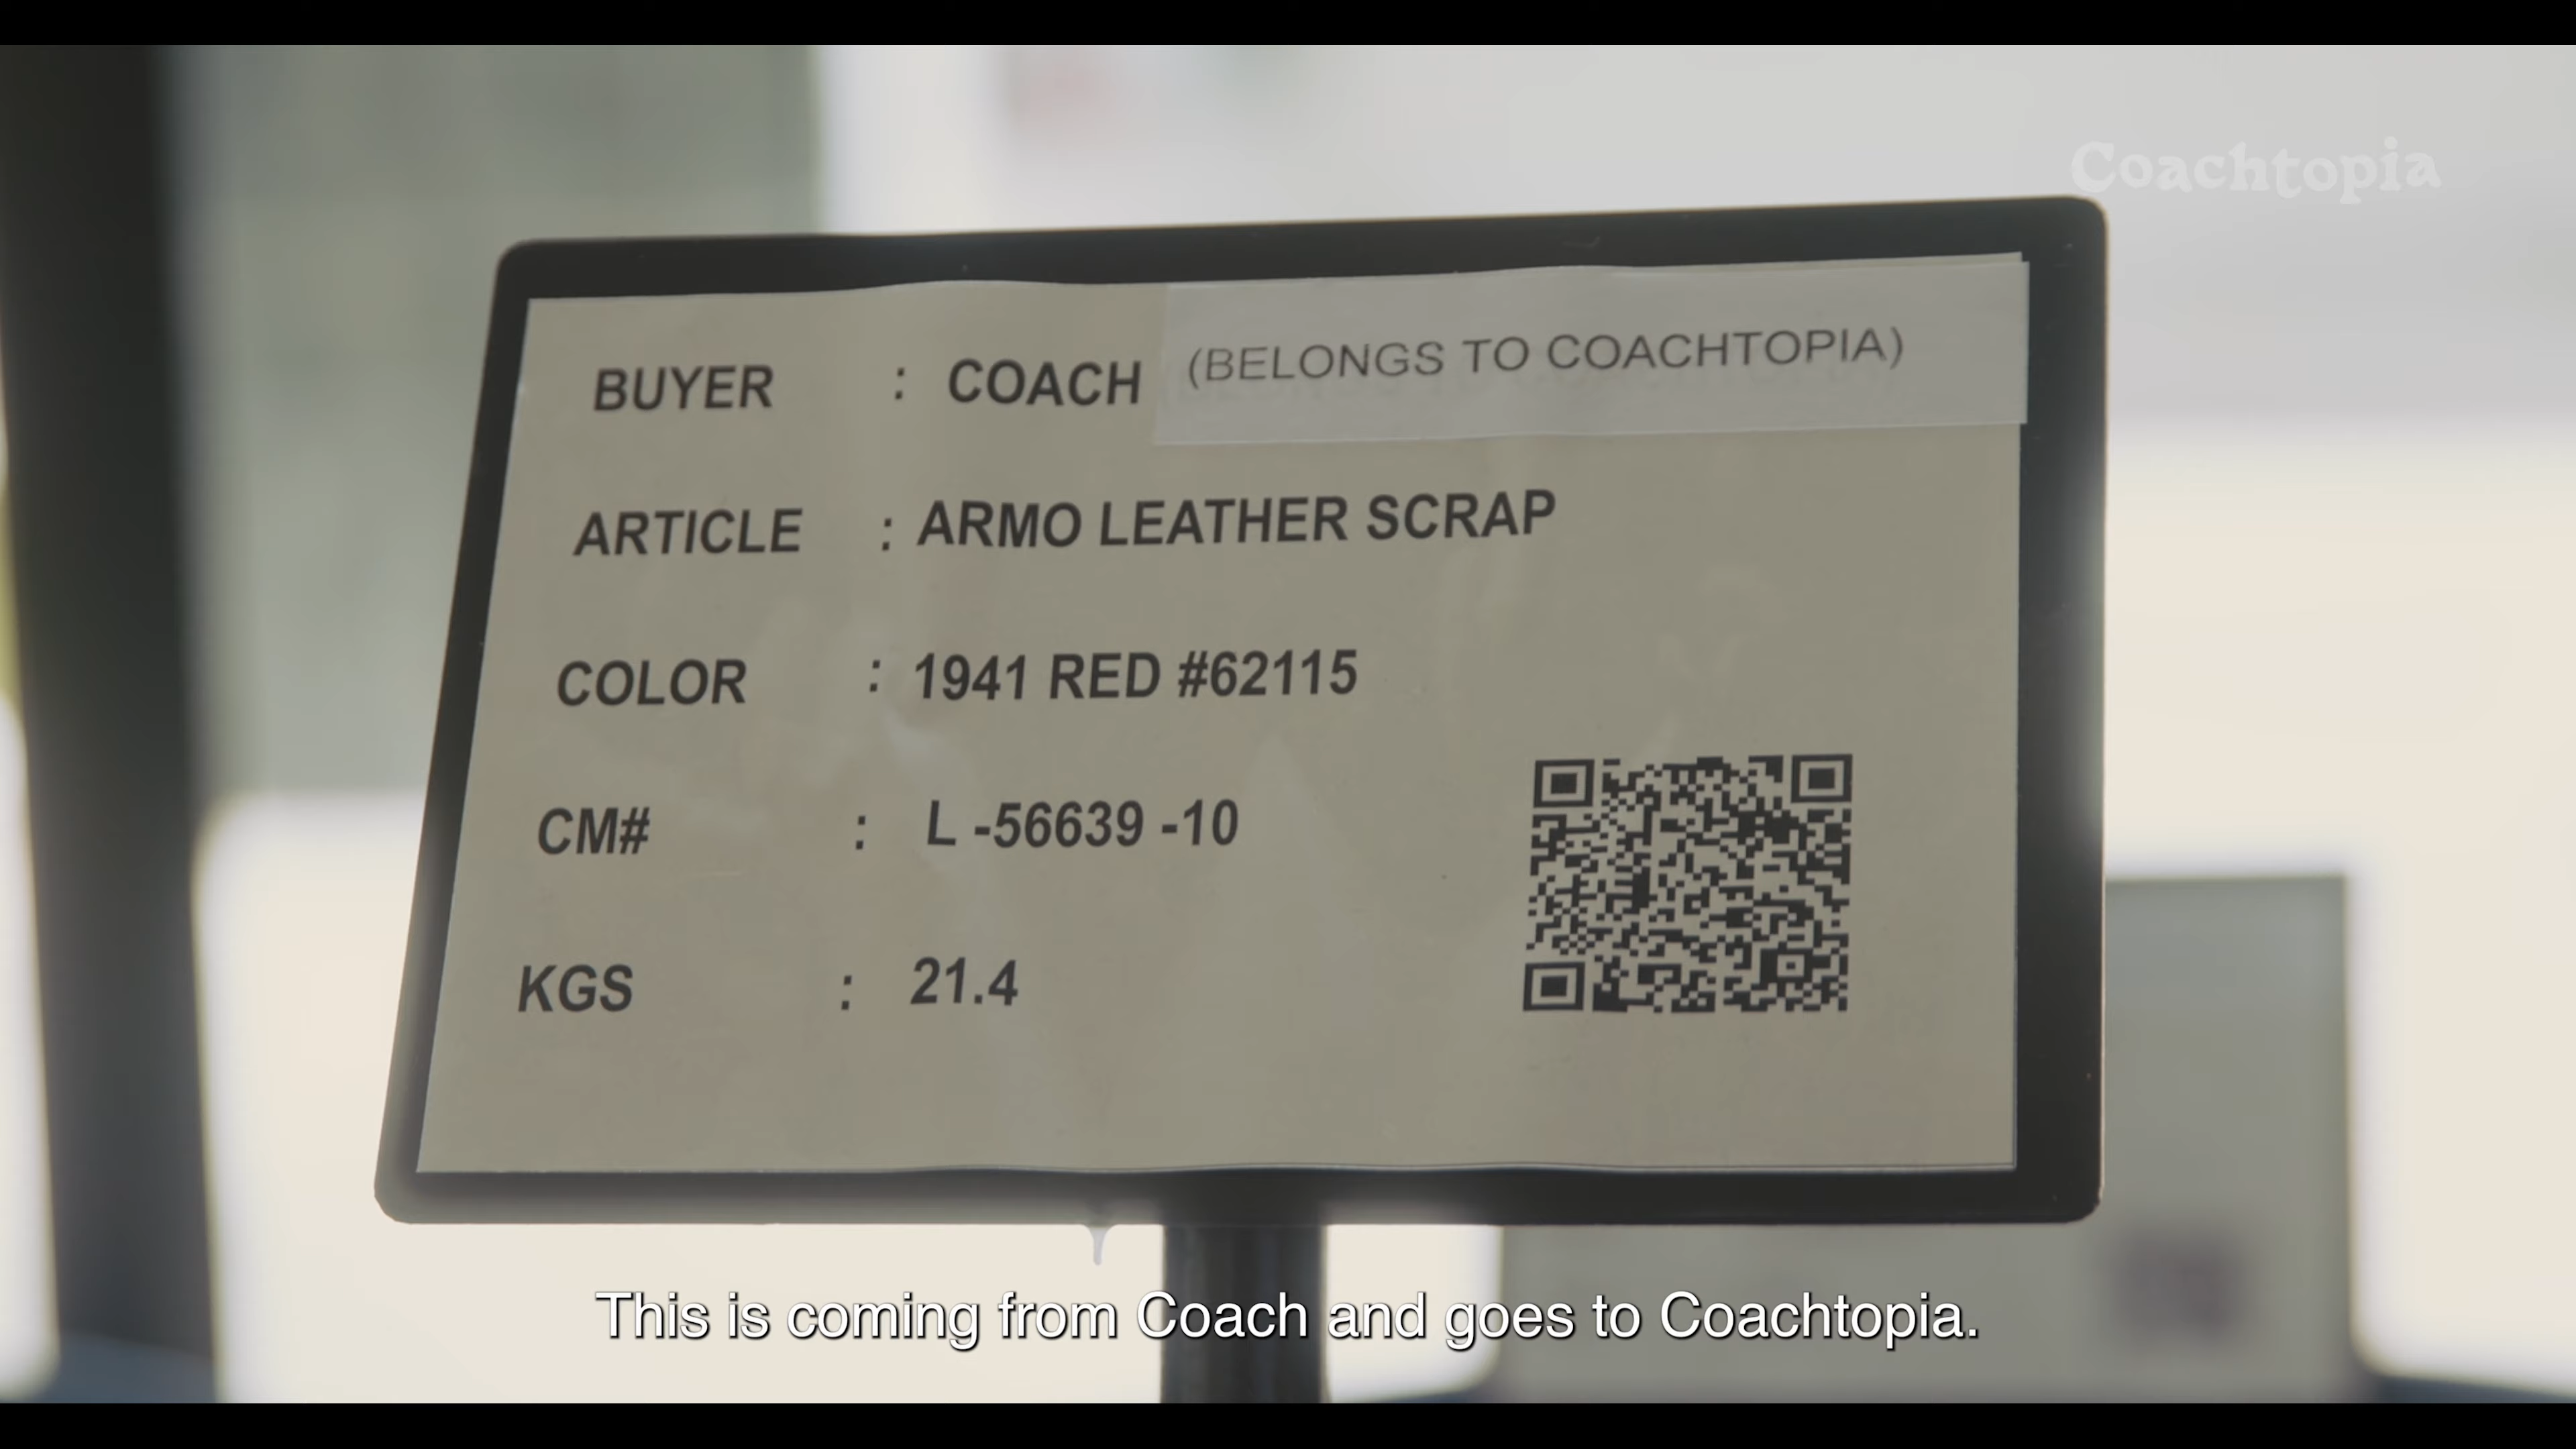 Coachtopia
BUYER : COACH (BELONGS TO COACHTOPIA)
ARTICLE : ARMO LEATHER SCRAP
COLOR : 1941 RED #62115
CM# : L -56639 -10
KGS : 21.4
This is coming from Coach and goes to Coachtopia.